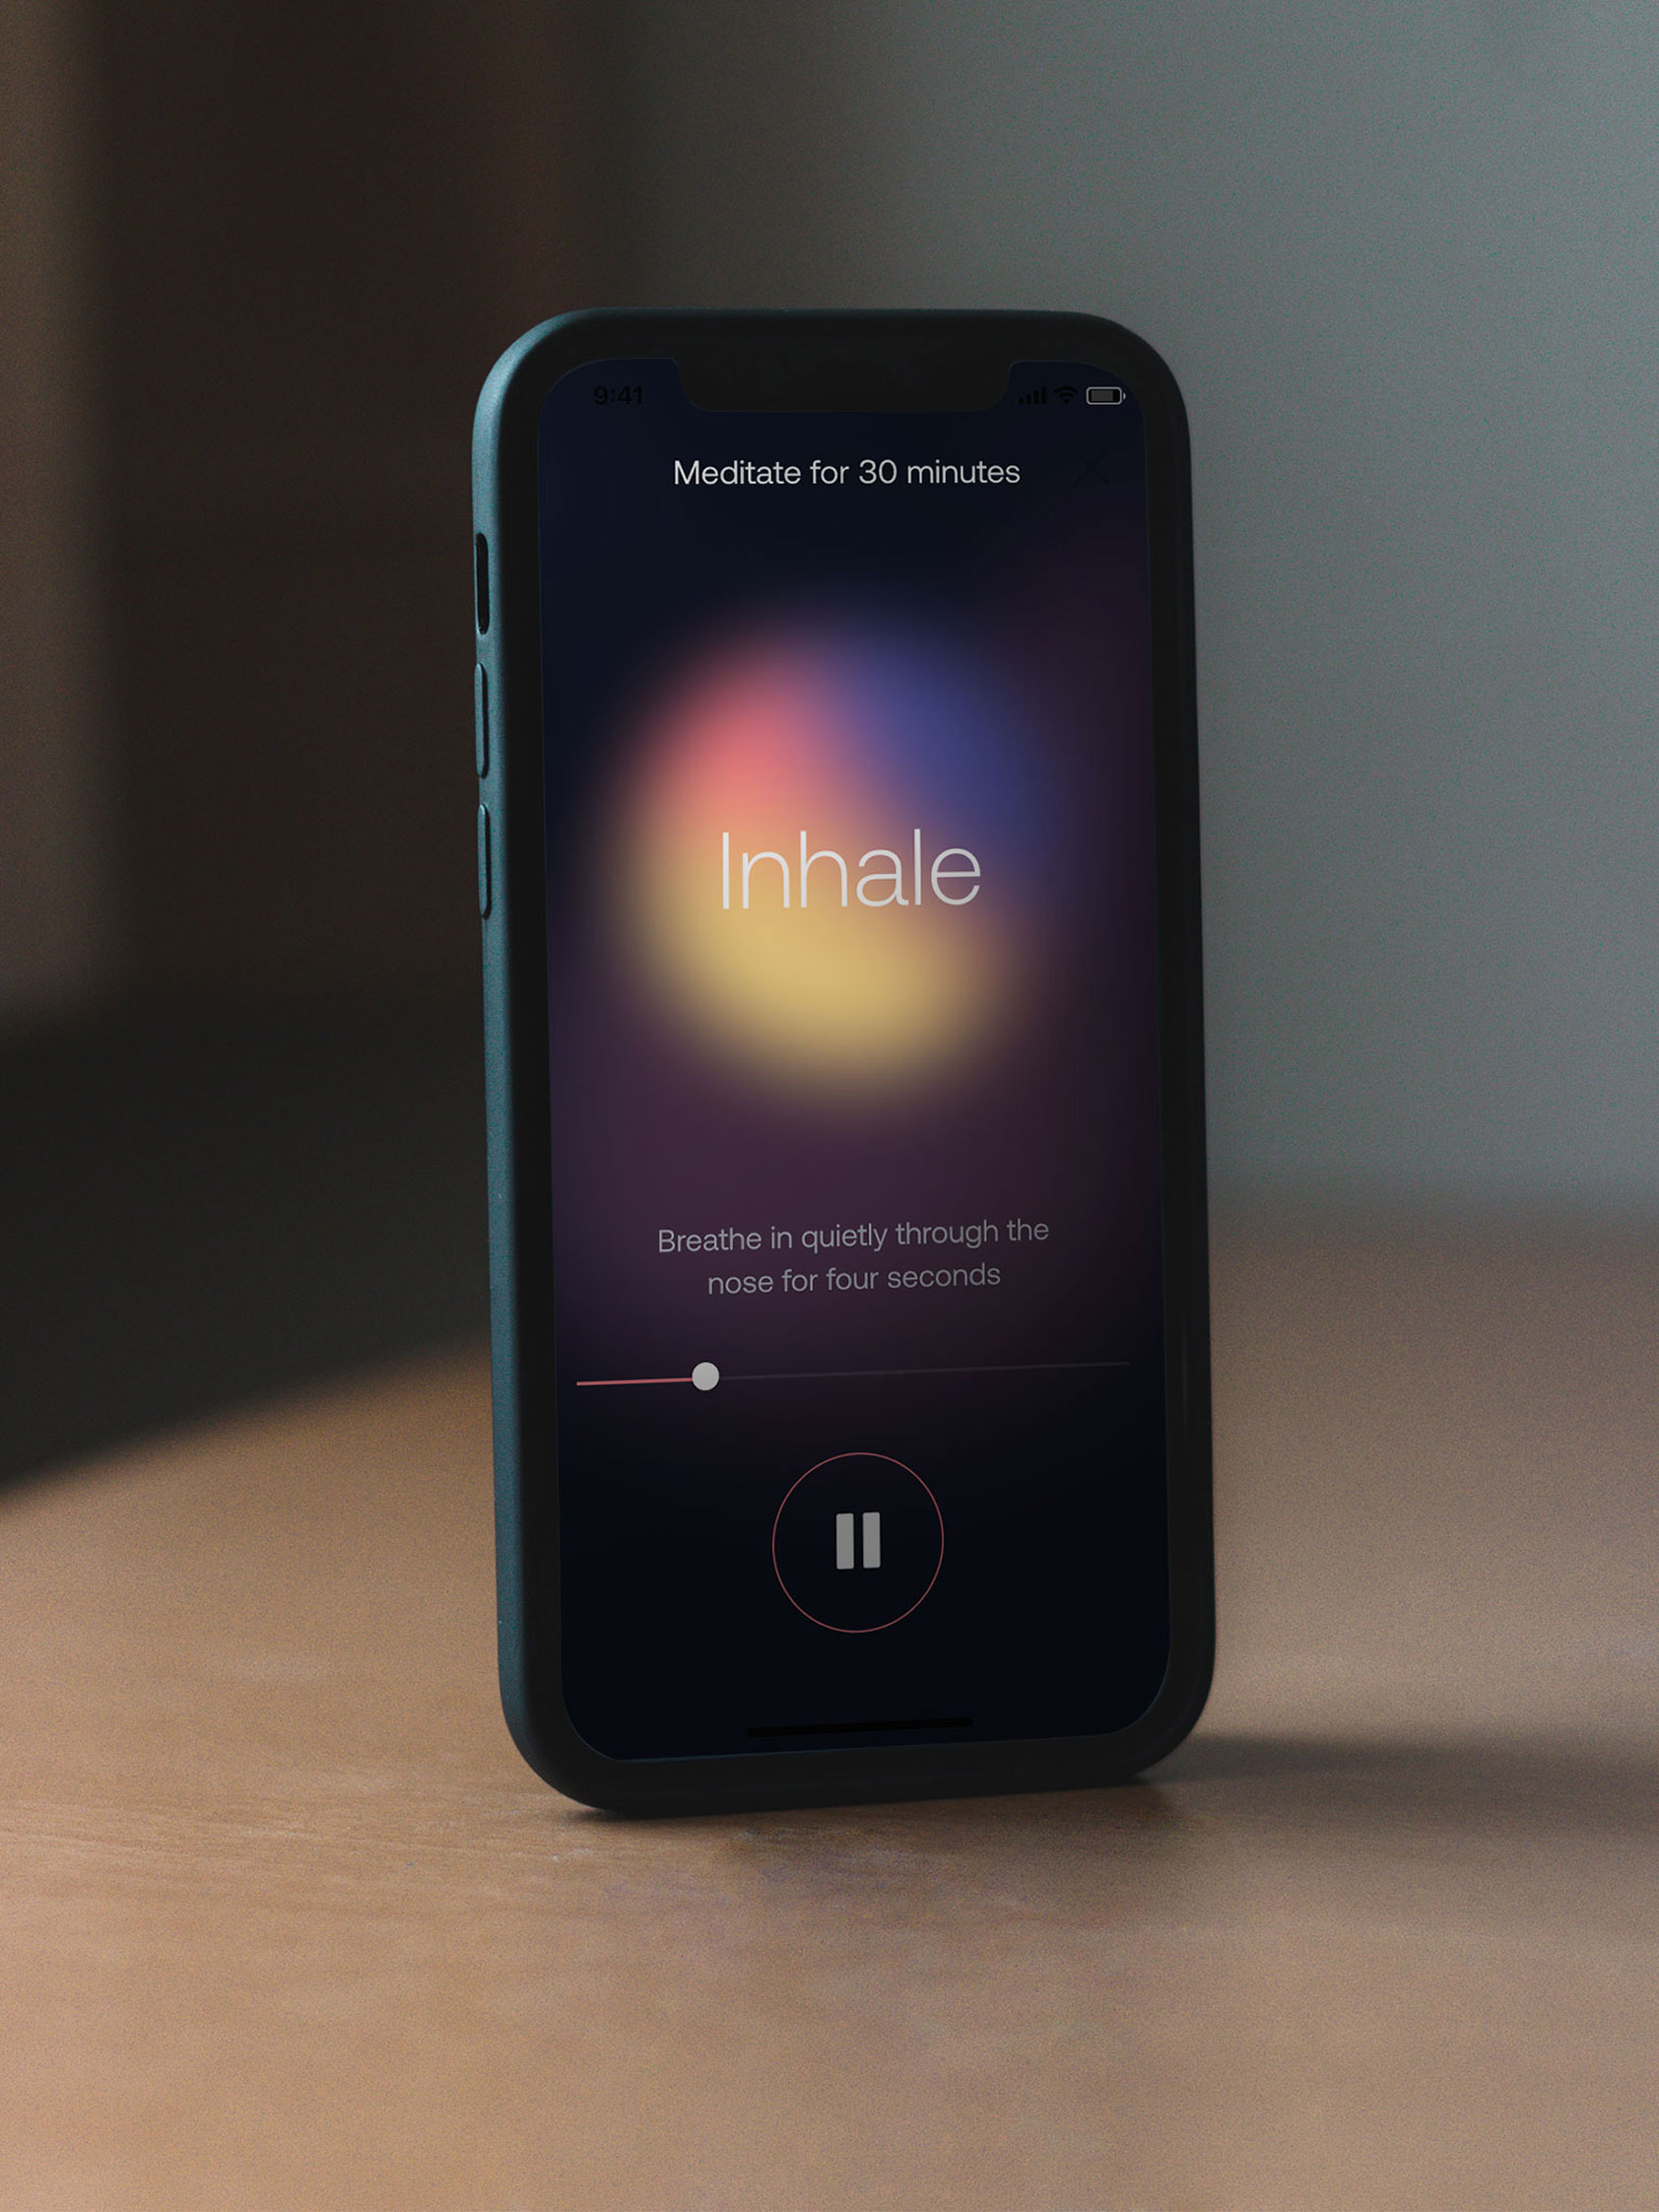 9:41
Meditate for 30 minutes
Inhale
Breathe in quietly through the
nose for four seconds